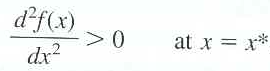 d²f(x)/dx² > 0 at x = x*